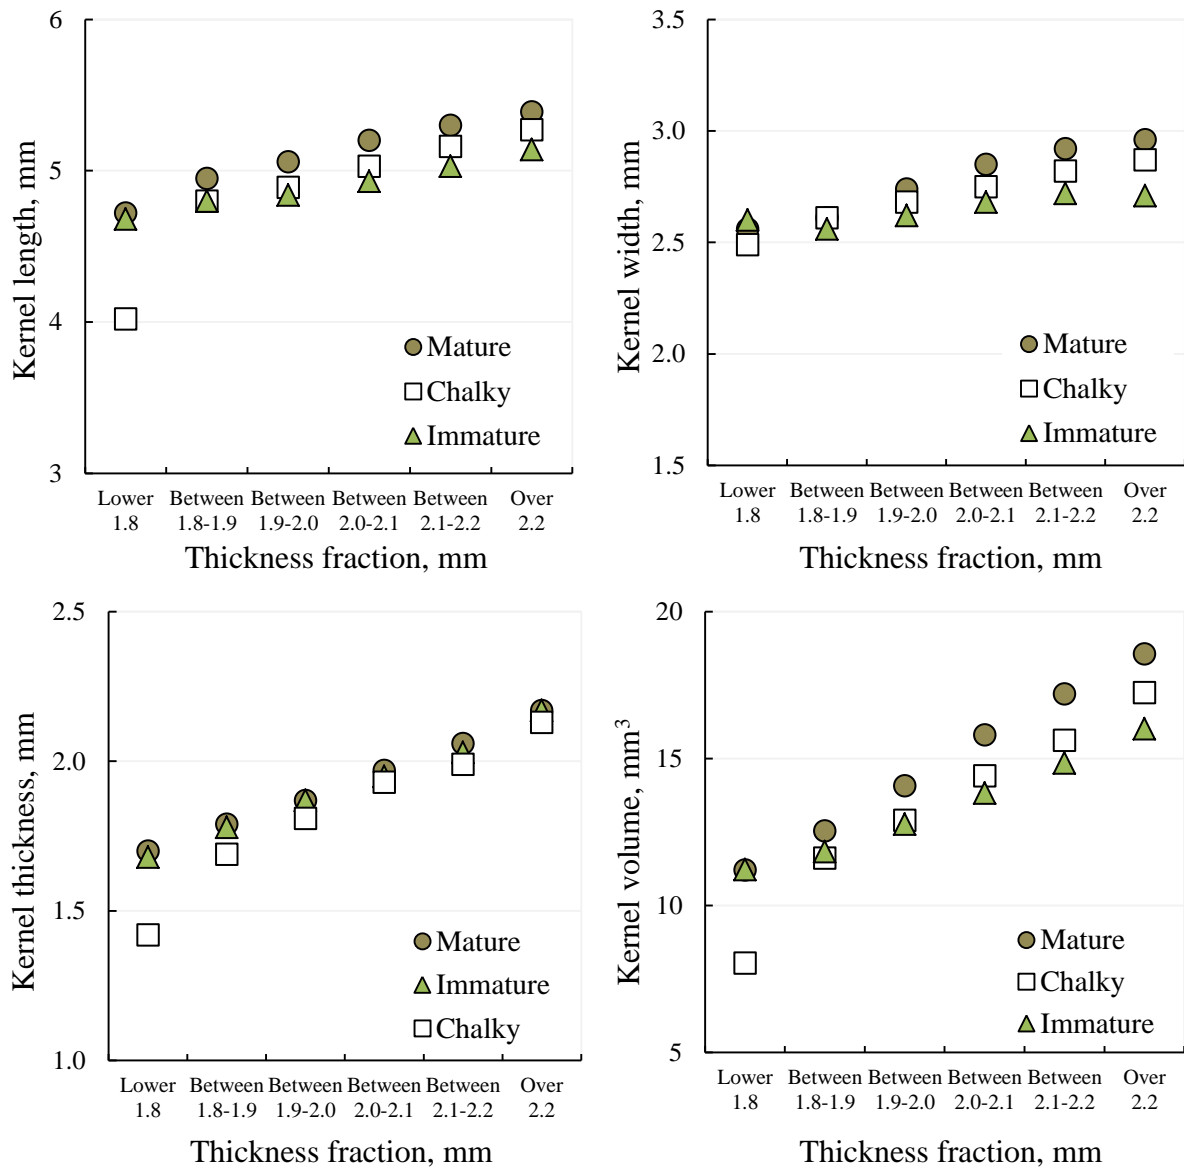 6
5
4
3
Kernel length, mm
Mature
Chalky
Immature
Lower Between Between Between Between Over
1.8 1.8-1.9 1.9-2.0 2.0-2.1 2.1-2.2 2.2
Thickness fraction, mm
3.5
3.0
2.5
2.0
1.5
Kernel width, mm
Mature
Chalky
Immature
Lower Between Between Between Between Over
1.8 1.8-1.9 1.9-2.0 2.0-2.1 2.1-2.2 2.2
Thickness fraction, mm
2.5
2.0
1.5
1.0
Kernel thickness, mm
Mature
Immature
Chalky
Lower Between Between Between Between Over
1.8 1.8-1.9 1.9-2.0 2.0-2.1 2.1-2.2 2.2
Thickness fraction, mm
20
15
10
5
Kernel volume, mm³
Mature
Chalky
Immature
Lower Between Between Between Between Over
1.8 1.8-1.9 1.9-2.0 2.0-2.1 2.1-2.2 2.2
Thickness fraction, mm